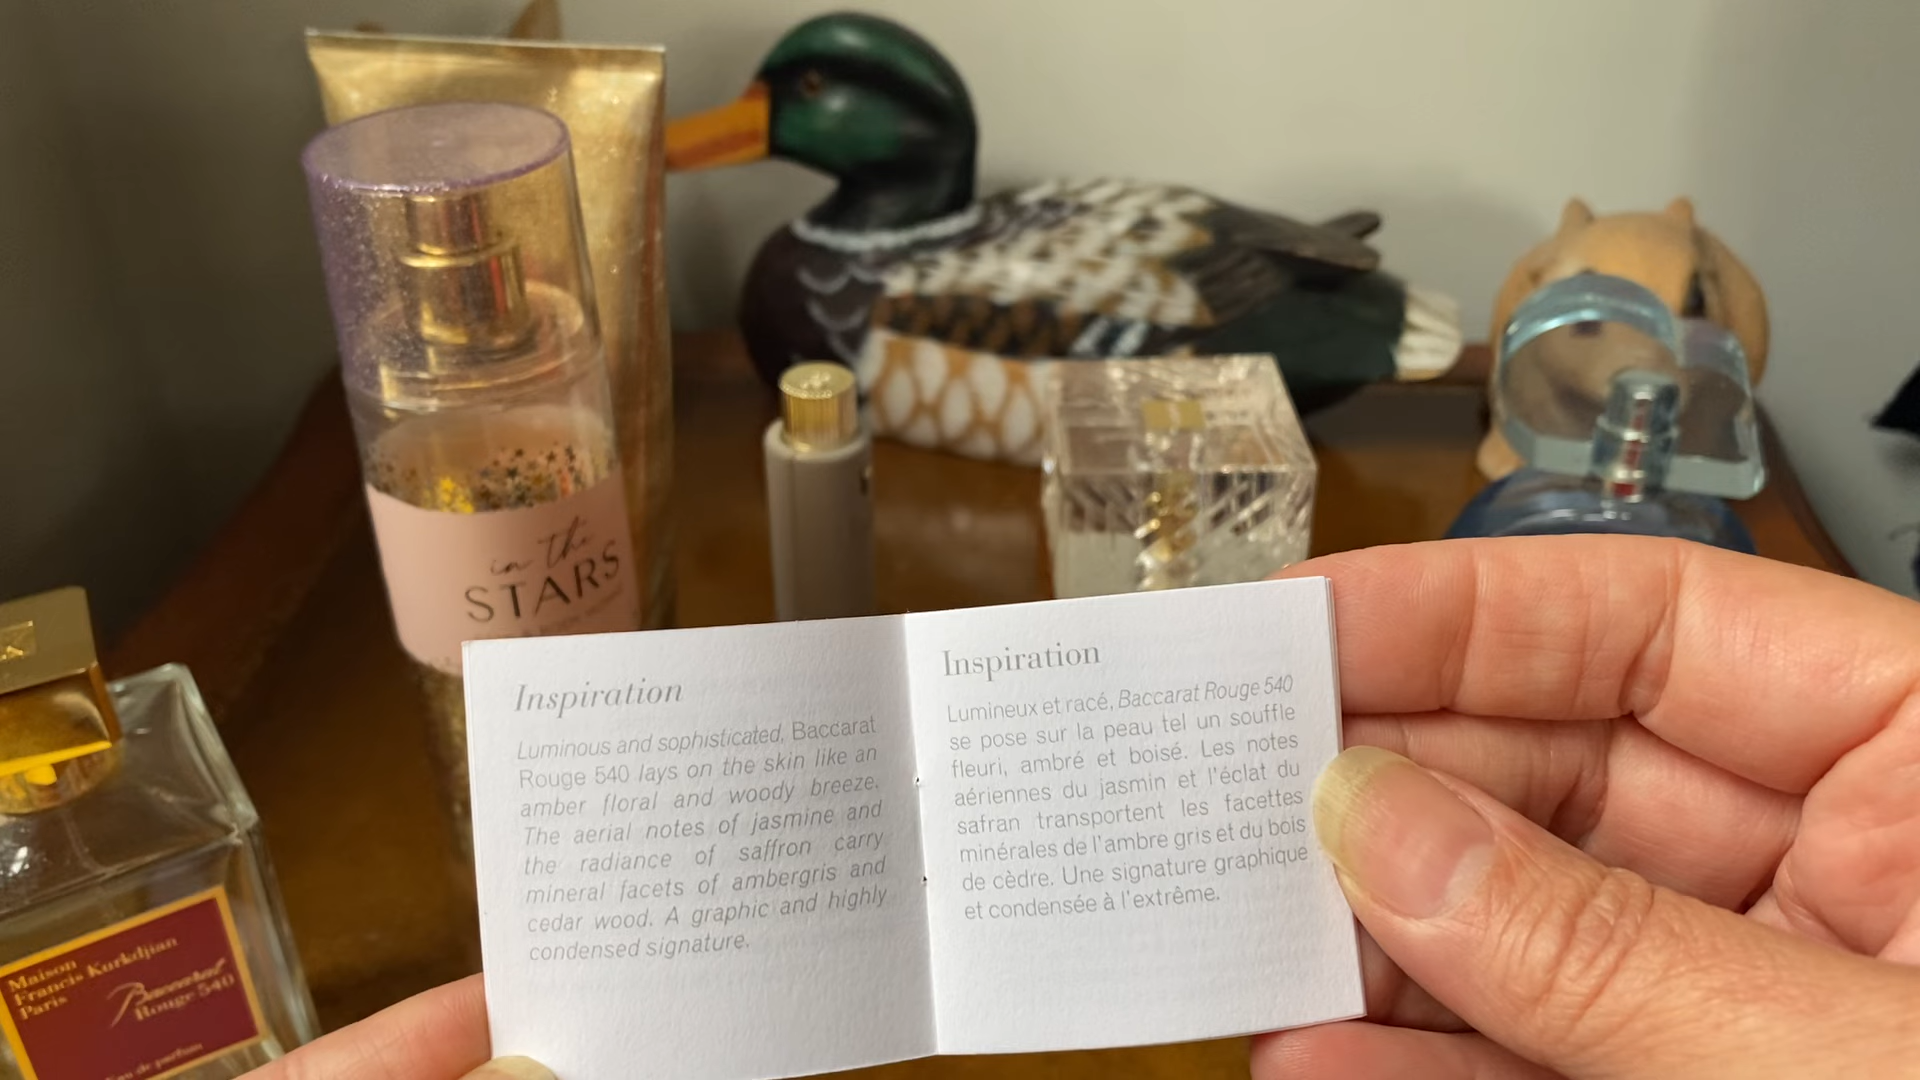 in the
STARS
Inspiration
Luminous and sophisticated, Baccarat
Rouge 540 lays on the skin like an
amber floral and woody breeze.
The aerial notes of jasmine and
the radiance of saffron carry
mineral facets of ambergris and
cedar wood. A graphic and highly
condensed signature.
Inspiration
Lumineux et racé, Baccarat Rouge 540
se pose sur la peau tel un souffle
fleuri, ambré et boisé. Les notes
aériennes du jasmin et l'éclat du
safran transportent les facettes
minérales de l'ambre gris et du bois
de cèdre. Une signature graphique
et condensée à l'extrême.
Maison
Francis Kurkdjian
Paris
Baccarat
Rouge 540
Eau de parfum